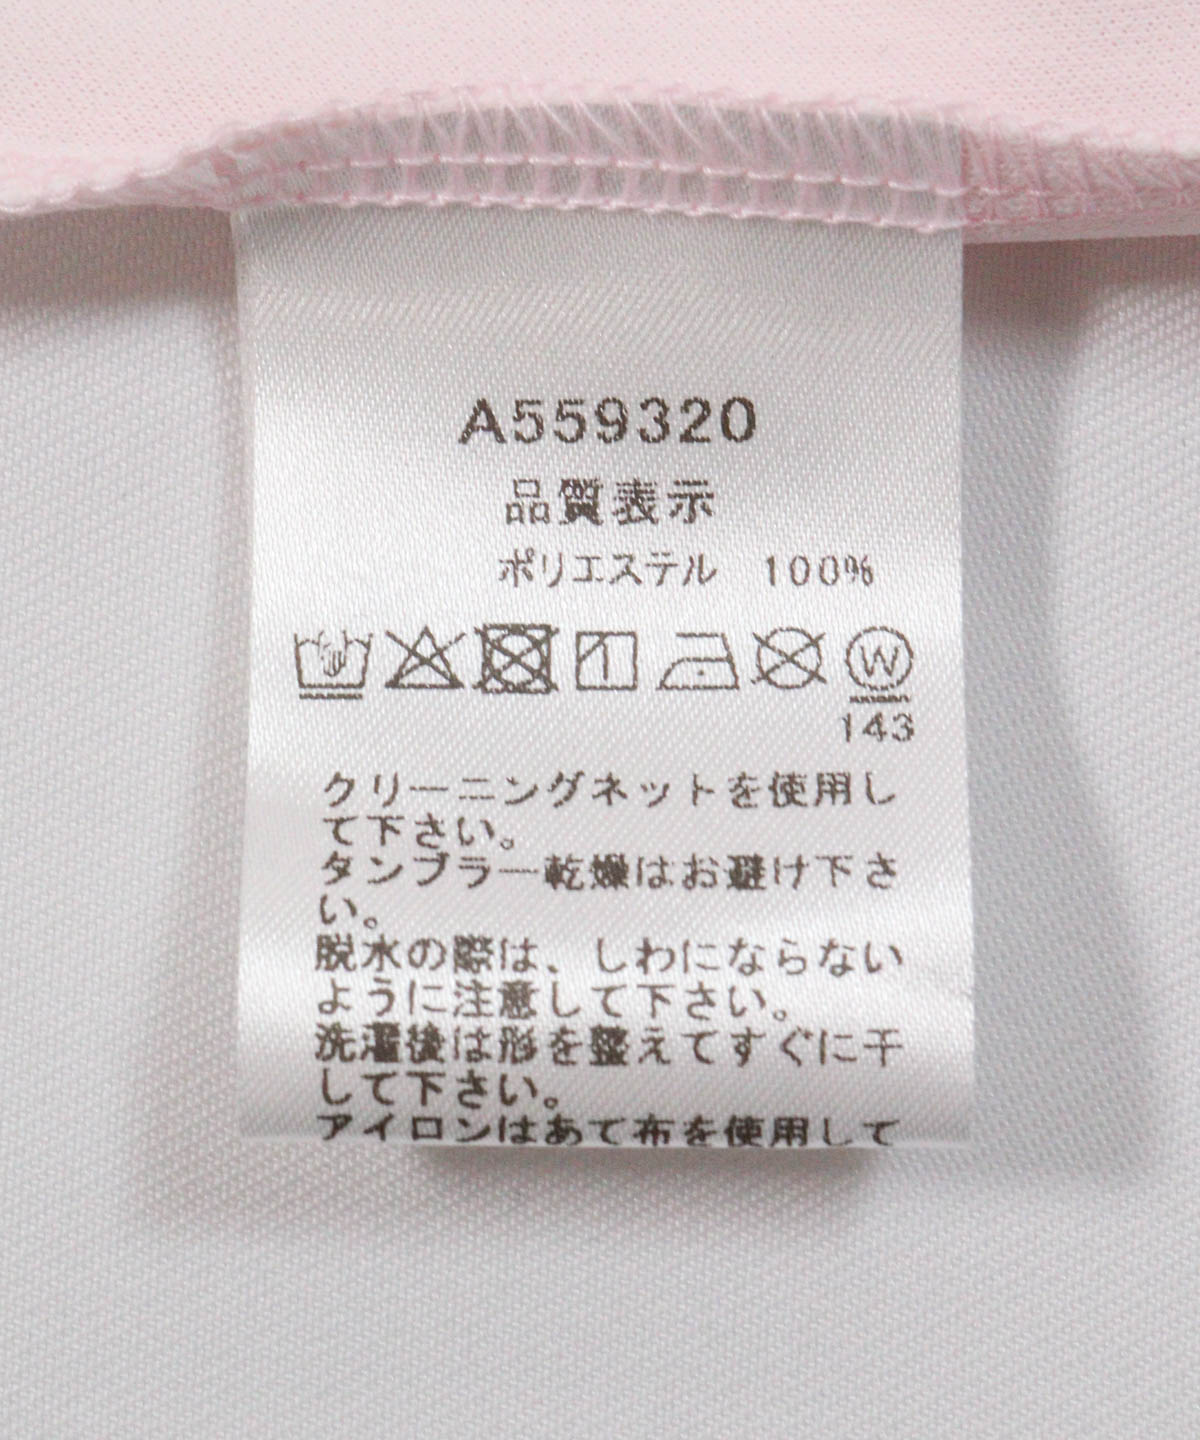 A559320
品質表示
ポリエステル 100%
W
143
クリーニングネットを使用し
て下さい。
タンブラー乾燥はお避け下さ
い。
脱水の際は、しわにならない
ように注意して下さい。
洗濯後は形を整えてすぐに干
して下さい。
アイロンはあて布を使用して